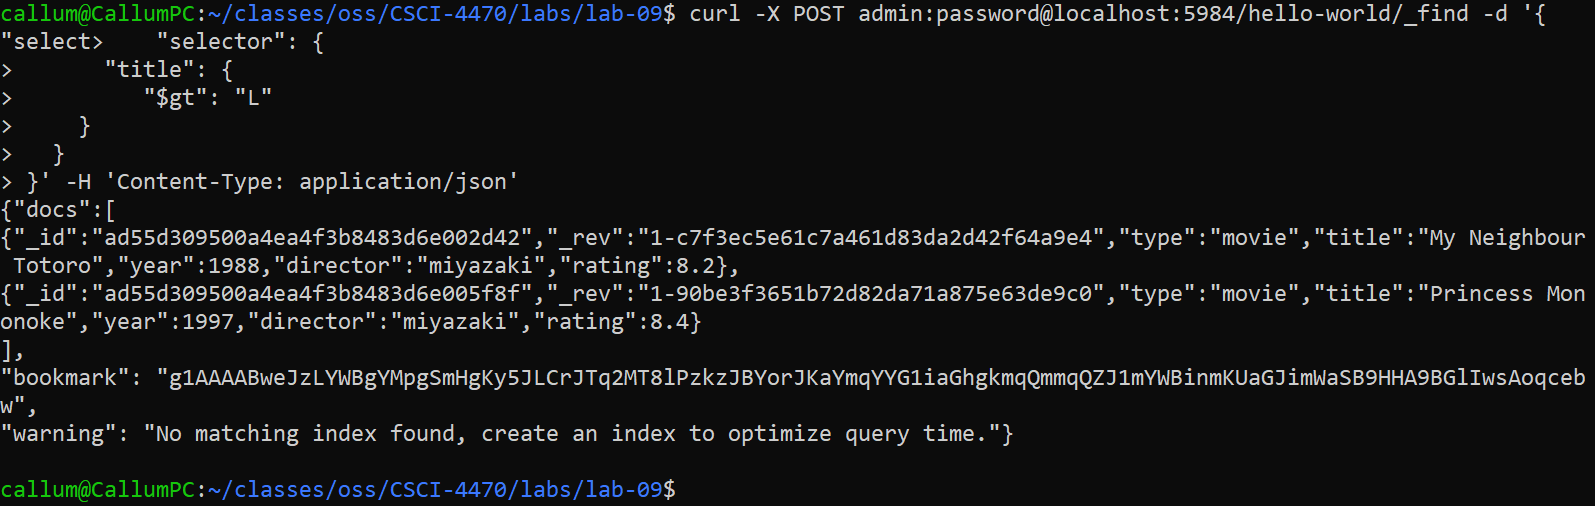 callum@CallumPC:~/classes/oss/CSCI-4470/labs/lab-09$ curl -X POST admin:password@localhost:5984/hello-world/_find -d '{
"select>    "selector": {
>       "title": {
>          "$gt": "L"
>      }
>    }
> }' -H 'Content-Type: application/json'
{"docs":[
{"_id":"ad55d309500a4ea4f3b8483d6e002d42","_rev":"1-c7f3ec5e61c7a461d83da2d42f64a9e4","type":"movie","title":"My Neighbour
 Totoro","year":1988,"director":"miyazaki","rating":8.2},
{"_id":"ad55d309500a4ea4f3b8483d6e005f8f","_rev":"1-90be3f3651b72d82da71a875e63de9c0","type":"movie","title":"Princess Mon
onoke","year":1997,"director":"miyazaki","rating":8.4}
],
"bookmark": "g1AAAABweJzLYWBgYMpgSmHgKy5JLCrJTq2MT8lPzkzJBYorJKaYmqYYG1iaGhgkmqQmmqQZJ1mYWBinmKUaGJimWaSB9HHA9BGlIwsAoqceb
w",
"warning": "No matching index found, create an index to optimize query time."}
callum@CallumPC:~/classes/oss/CSCI-4470/labs/lab-09$